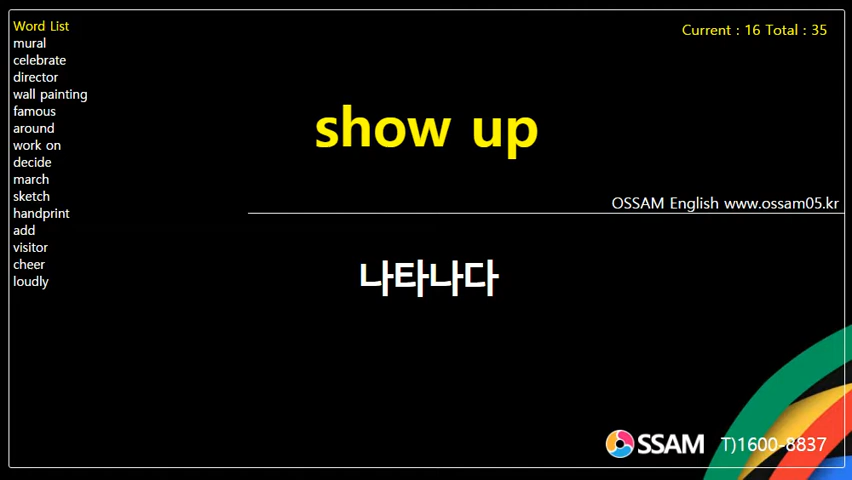 Word List
mural
celebrate
director
wall painting
famous
around
work on
decide
march
sketch
handprint
add
visitor
cheer
loudly
Current : 16 Total : 35
show up
OSSAM English www.ossam05.kr
나타나다
OSSAM T)1600-8837